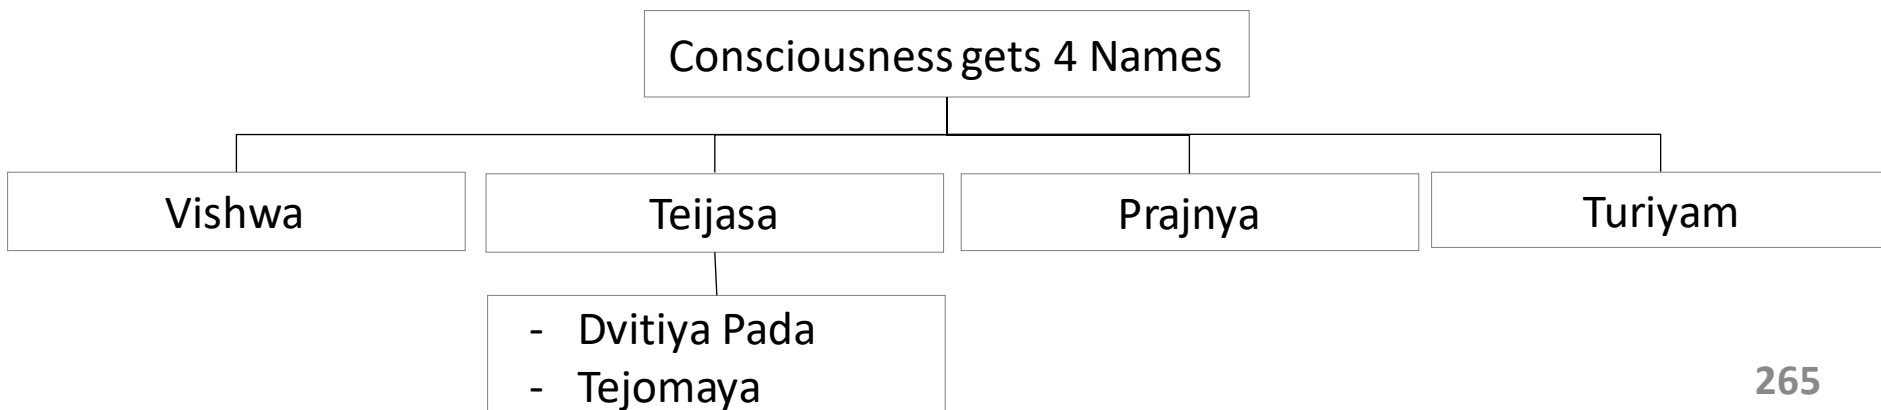 Consciousness gets 4 Names
Vishwa
Teijasa
Prajnya
Turiyam
- Dvitiya Pada
- Tejomaya
265